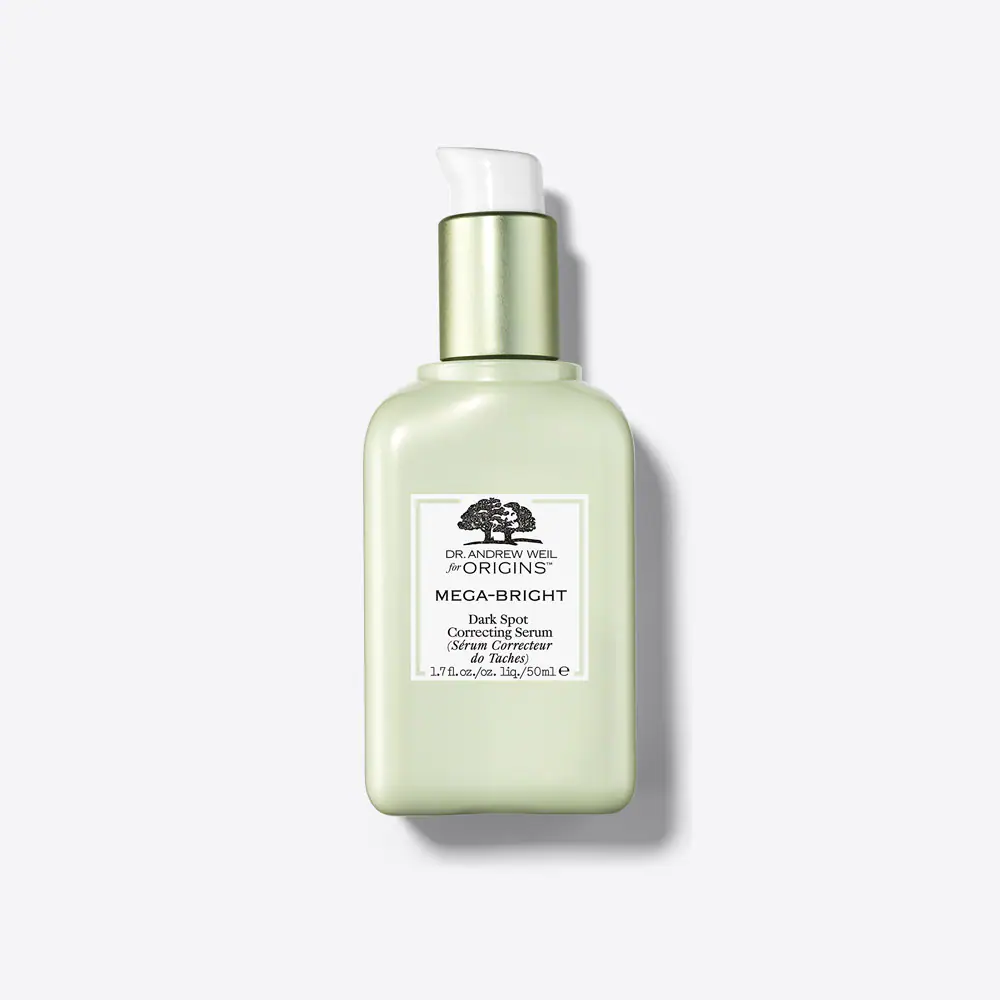 DR. ANDREW WEIL
for ORIGINS™
MEGA-BRIGHT
Dark Spot
Correcting Serum
(Sérum Correcteur
do Taches)
1.7 fl.oz./oz. liq./50ml ℮